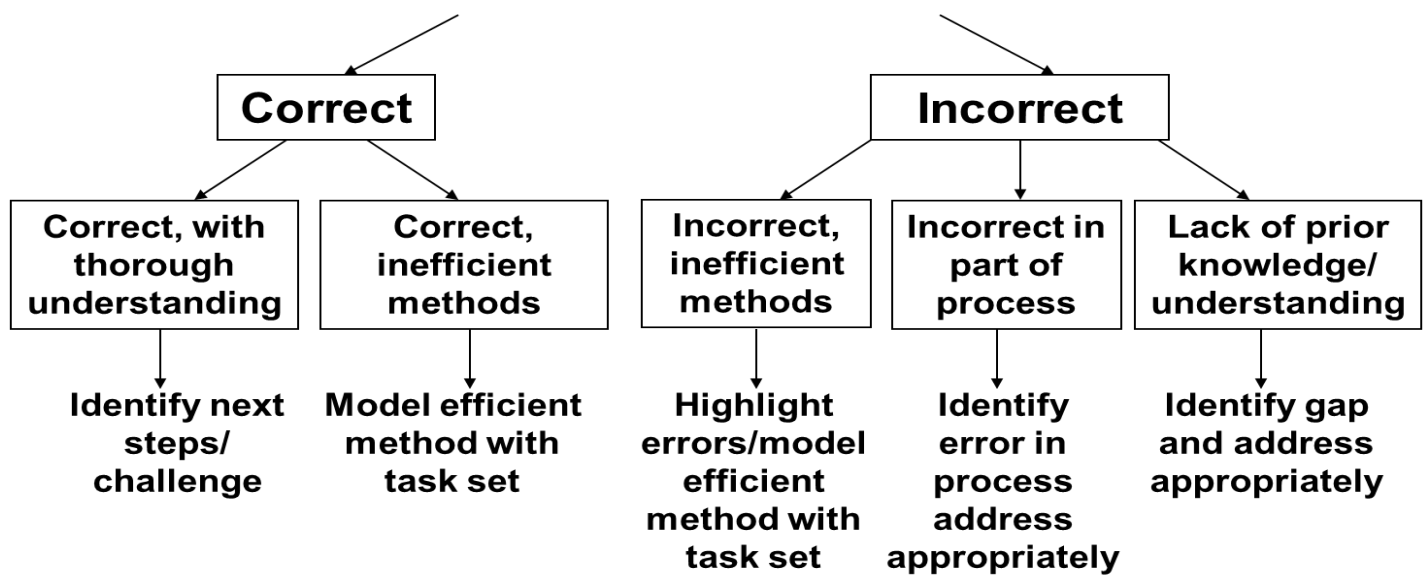 Correct
Incorrect
Correct, with
thorough
understanding
Correct,
inefficient
methods
Incorrect,
inefficient
methods
Incorrect in
part of
process
Lack of prior
knowledge/
understanding
Identify next
steps/
challenge
Model efficient
method with
task set
Highlight
errors/model
efficient
method with
task set
Identify
error in
process
address
appropriately
Identify gap
and address
appropriately